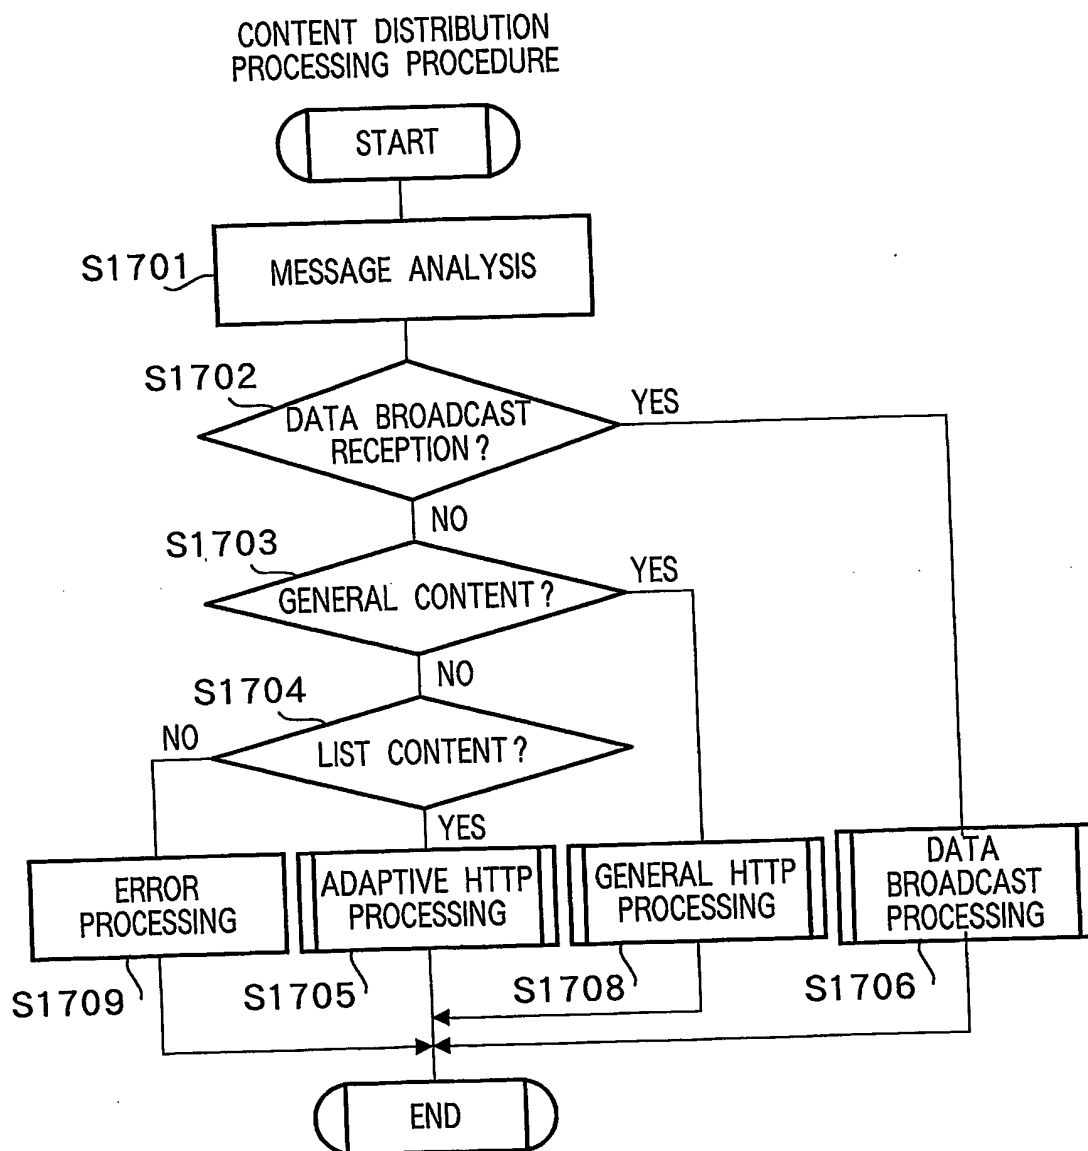 CONTENT DISTRIBUTION
PROCESSING PROCEDURE
START
S1701
MESSAGE ANALYSIS
S1702
DATA BROADCAST
RECEPTION?
YES
NO
S1703
GENERAL CONTENT?
YES
NO
S1704
LIST CONTENT?
NO
YES
ERROR
PROCESSING
ADAPTIVE HTTP
PROCESSING
GENERAL HTTP
PROCESSING
DATA
BROADCAST
PROCESSING
S1709
S1705
S1708
S1706
END